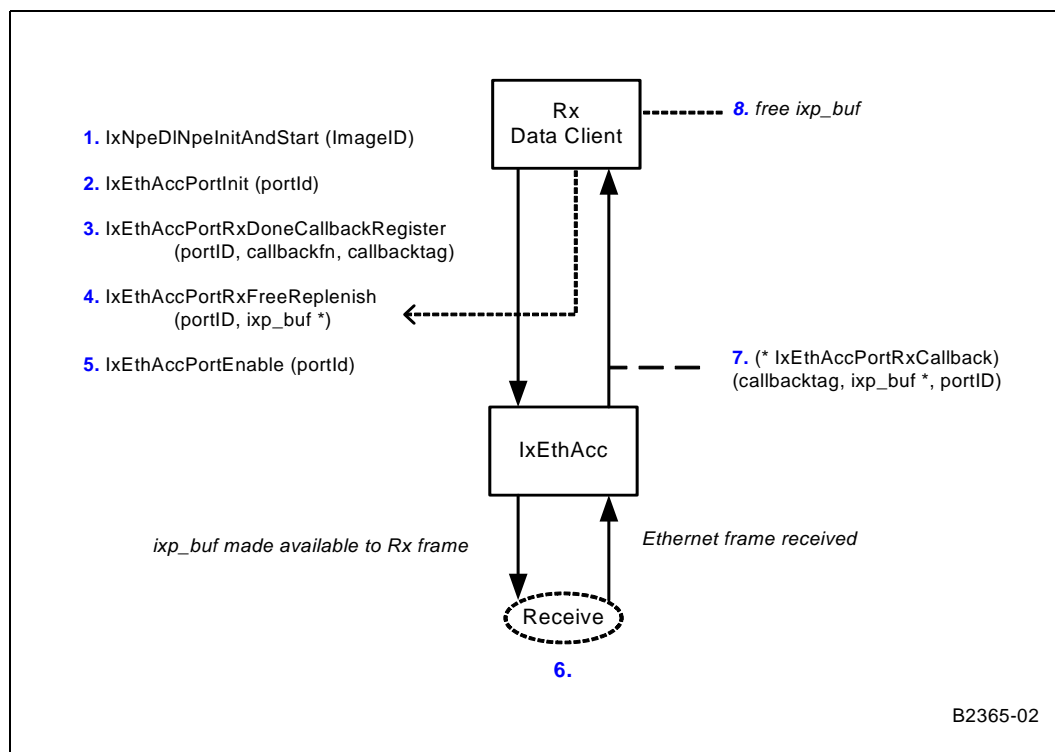 Rx
Data Client
8. free ixp_buf
1. IxNpeDlNpeInitAndStart (ImageID)
2. IxEthAccPortInit (portId)
3. IxEthAccPortRxDoneCallbackRegister
(portID, callbackfn, callbacktag)
4. IxEthAccPortRxFreeReplenish
(portID, ixp_buf *)
5. IxEthAccPortEnable (portId)
7. (* IxEthAccPortRxCallback)
(callbacktag, ixp_buf *, portID)
IxEthAcc
ixp_buf made available to Rx frame
Ethernet frame received
Receive
6.
B2365-02